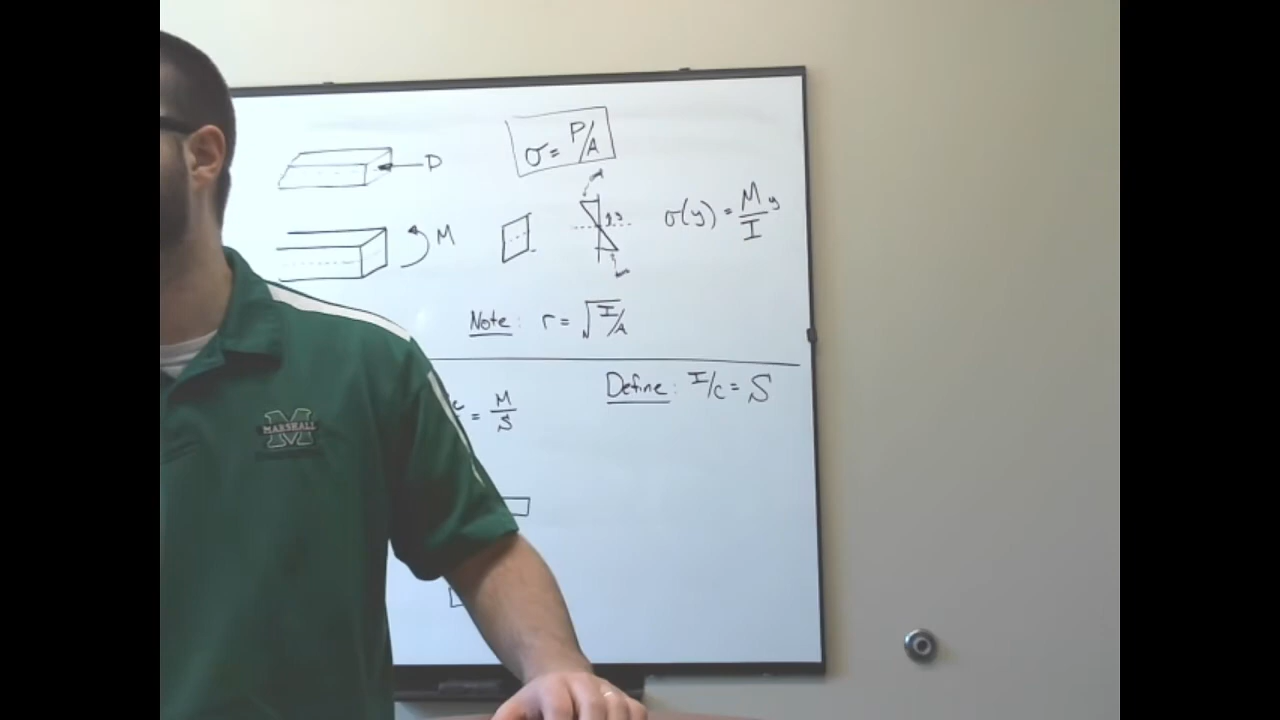 σ = P/A
P
M
σ(y) = My/I
Note: r = √I/A
Define: I/c = S
= M/S
M
MARSHALL